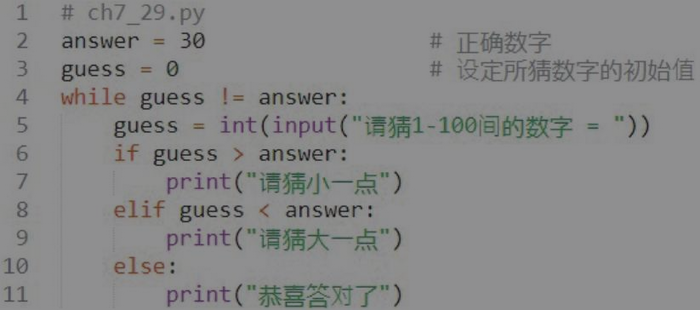 1 # ch7_29.py
2 answer = 30 # 正确数字
3 guess = 0 # 设定所猜数字的初始值
4 while guess != answer:
5     guess = int(input("请猜1-100间的数字 = "))
6     if guess > answer:
7         print("请猜小一点")
8     elif guess < answer:
9         print("请猜大一点")
10     else:
11         print("恭喜答对了")